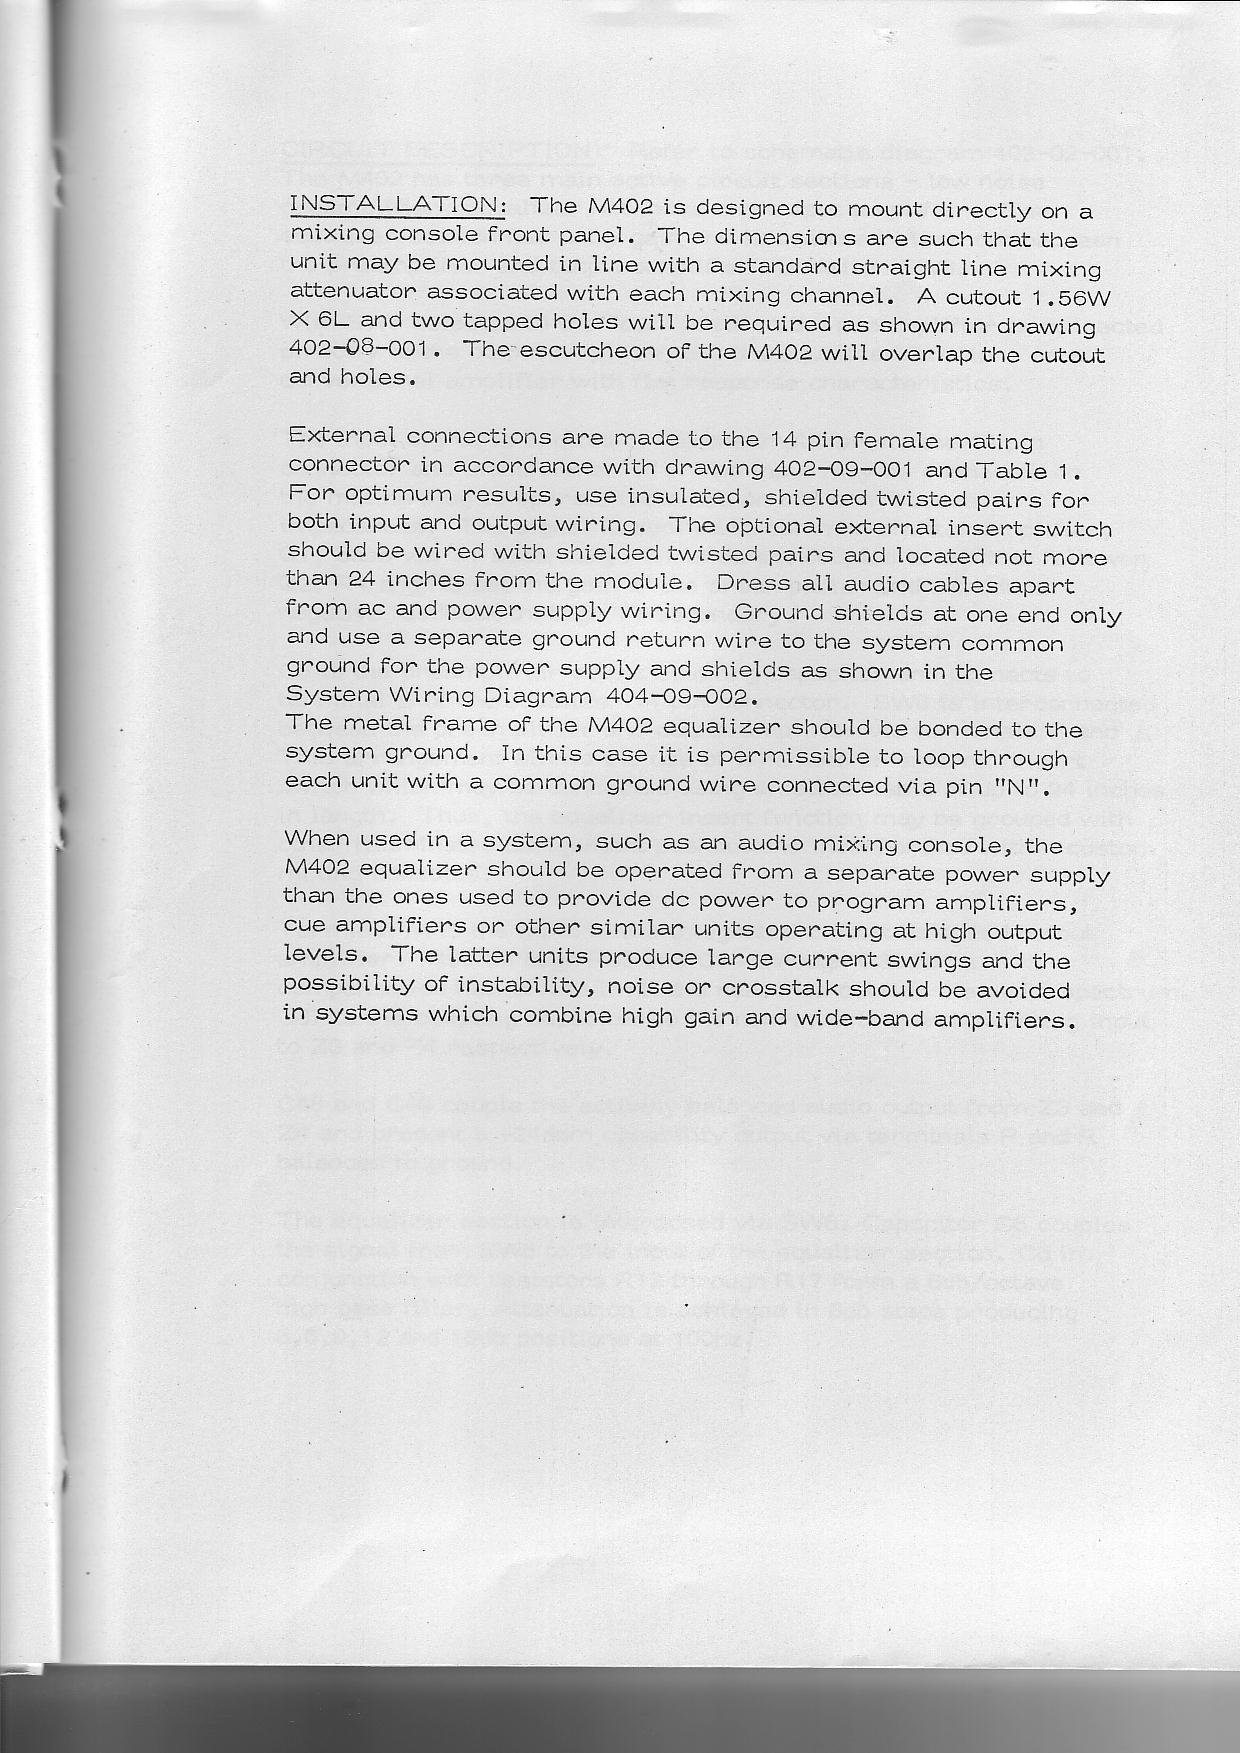 INSTALLATION: The M402 is designed to mount directly on a
mixing console front panel. The dimensions are such that the
unit may be mounted in line with a standard straight line mixing
attenuator associated with each mixing channel. A cutout 1.56W
X 6L and two tapped holes will be required as shown in drawing
402-08-001. The escutcheon of the M402 will overlap the cutout
and holes.
External connections are made to the 14 pin female mating
connector in accordance with drawing 402-09-001 and Table 1.
For optimum results, use insulated, shielded twisted pairs for
both input and output wiring. The optional external insert switch
should be wired with shielded twisted pairs and located not more
than 24 inches from the module. Dress all audio cables apart
from ac and power supply wiring. Ground shields at one end only
and use a separate ground return wire to the system common
ground for the power supply and shields as shown in the
System Wiring Diagram 404-09-002.
The metal frame of the M402 equalizer should be bonded to the
system ground. In this case it is permissible to loop through
each unit with a common ground wire connected via pin "N".
When used in a system, such as an audio mixing console, the
M402 equalizer should be operated from a separate power supply
than the ones used to provide dc power to program amplifiers,
cue amplifiers or other similar units operating at high output
levels. The latter units produce large current swings and the
possibility of instability, noise or crosstalk should be avoided
in systems which combine high gain and wide-band amplifiers.